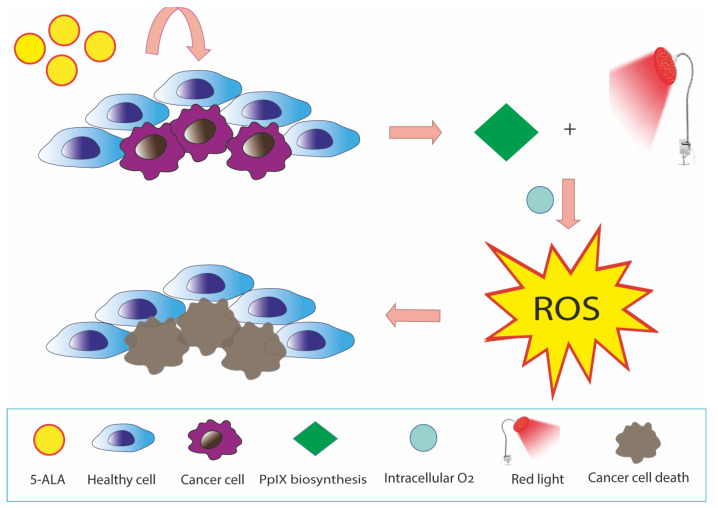 +
ROS
5-ALA
Healthy cell
Cancer cell
PpIX biosynthesis
Intracellular O2
Red light
Cancer cell death